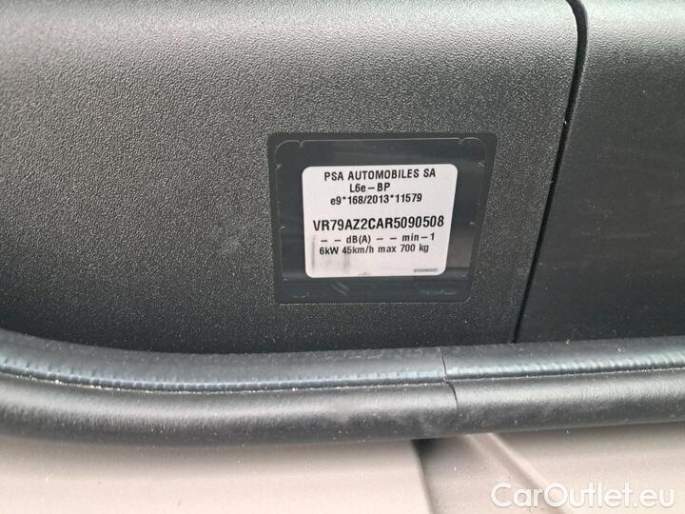 PSA AUTOMOBILES SA
L6e-BP
e9*168/2013*11579
VR79AZ2CAR5090508
-- dB(A) -- min-1
6kW 45km/h max 700 kg
CarOutlet.eu